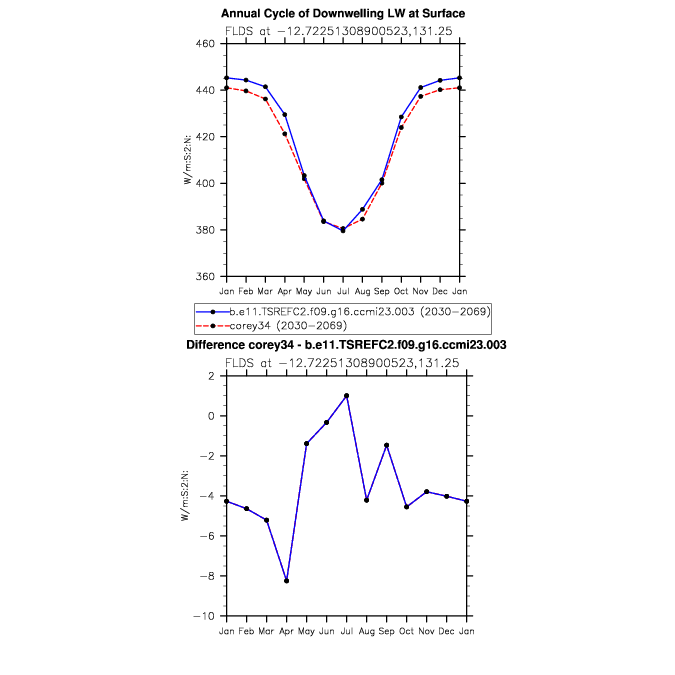 Annual Cycle of Downwelling LW at Surface
FLDS at −12.72251308900523,131.25
460
440
420
400
380
360
W/m:S:2:N:
Jan Feb Mar Apr May Jun Jul Aug Sep Oct Nov Dec Jan
b.e11.TSREFC2.f09.g16.ccmi23.003 (2030−2069)
corey34 (2030−2069)
Difference corey34 - b.e11.TSREFC2.f09.g16.ccmi23.003
FLDS at −12.72251308900523,131.25
2
0
−2
−4
−6
−8
−10
W/m:S:2:N:
Jan Feb Mar Apr May Jun Jul Aug Sep Oct Nov Dec Jan